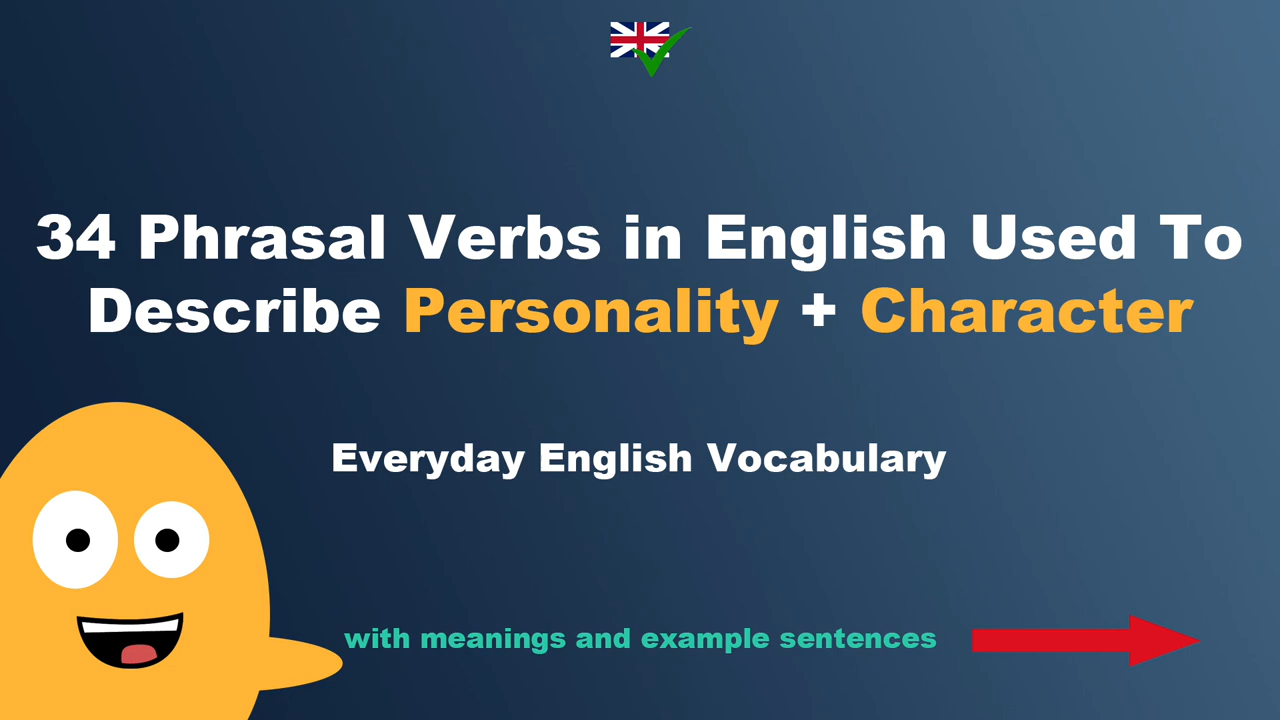 34 Phrasal Verbs in English Used To
Describe Personality + Character
Everyday English Vocabulary
with meanings and example sentences